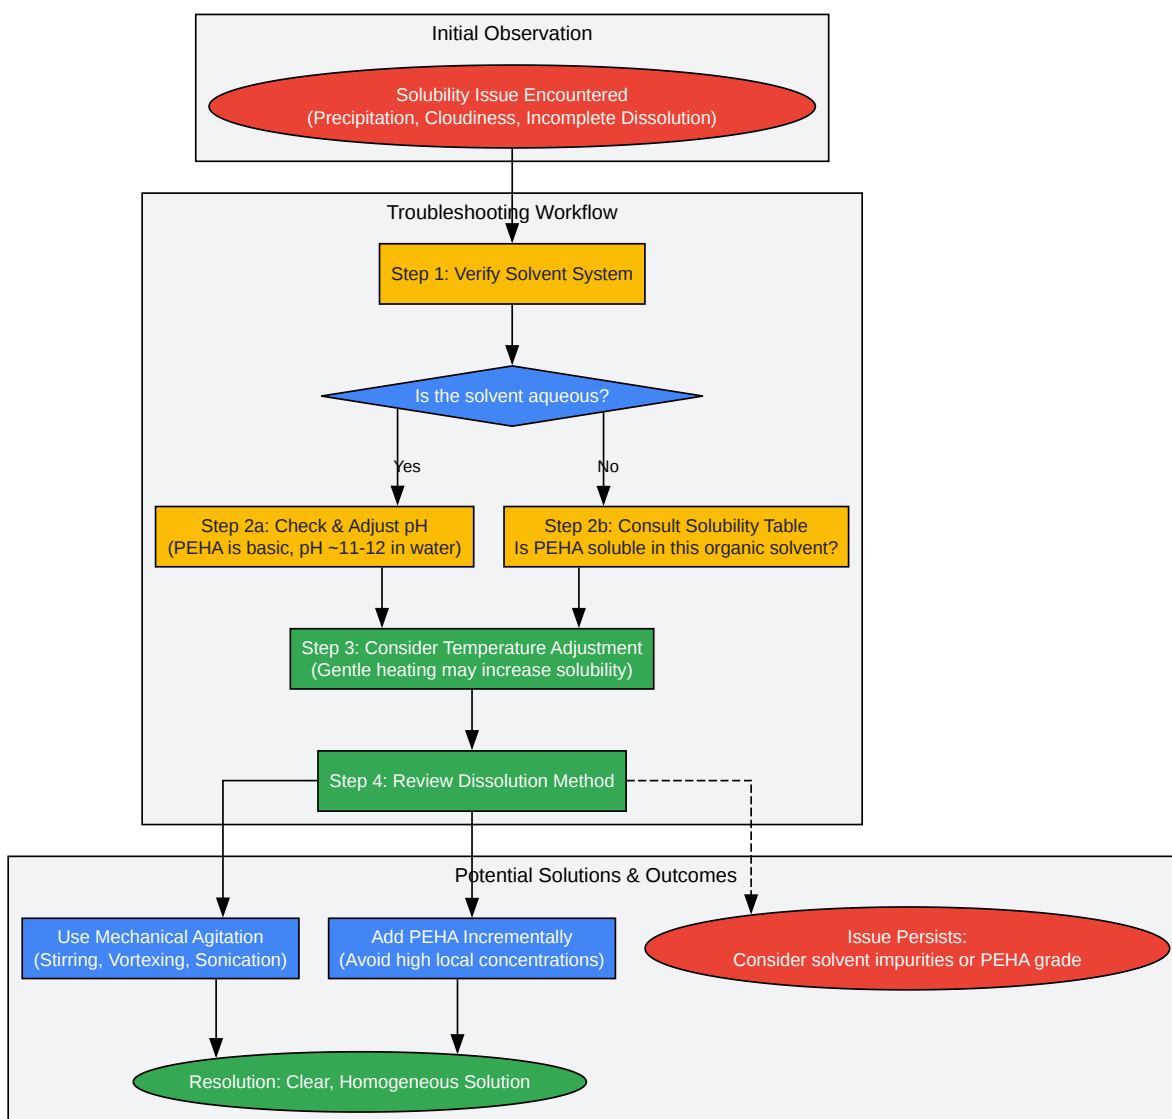 Initial Observation
Solubility Issue Encountered
(Precipitation, Cloudiness, Incomplete Dissolution)
Troubleshooting Workflow
Step 1: Verify Solvent System
Is the solvent aqueous?
Yes
No
Step 2a: Check & Adjust pH
(PEHA is basic, pH ~11-12 in water)
Step 2b: Consult Solubility Table
Is PEHA soluble in this organic solvent?
Step 3: Consider Temperature Adjustment
(Gentle heating may increase solubility)
Step 4: Review Dissolution Method
Potential Solutions & Outcomes
Use Mechanical Agitation
(Stirring, Vortexing, Sonication)
Add PEHA Incrementally
(Avoid high local concentrations)
Issue Persists:
Consider solvent impurities or PEHA grade
Resolution: Clear, Homogeneous Solution